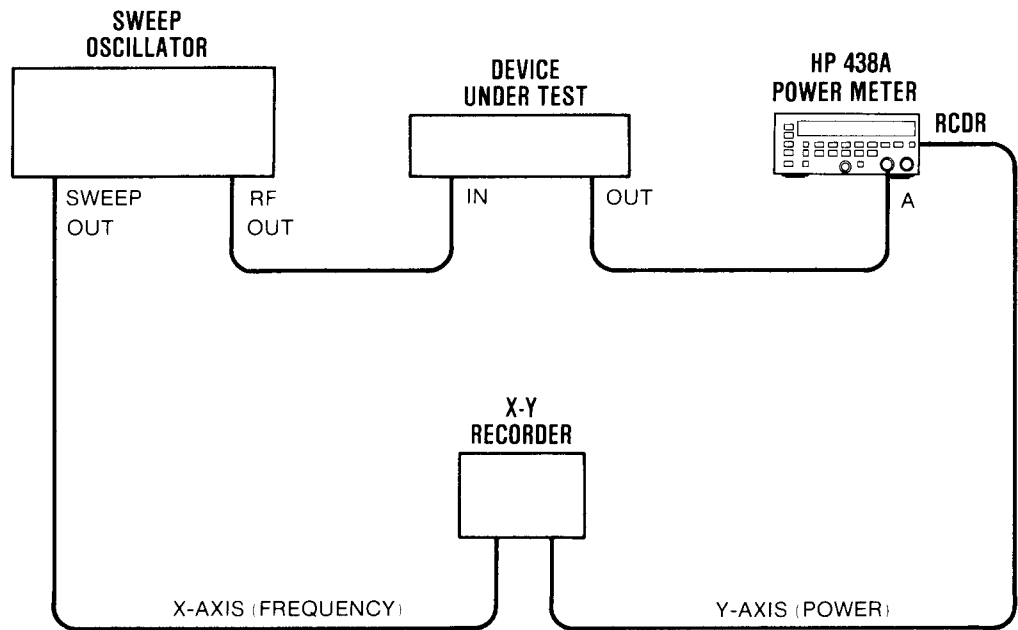 SWEEP
OSCILLATOR
DEVICE
UNDER TEST
HP 438A
POWER METER
RCDR
SWEEP
OUT
RF
OUT
IN
OUT
A
X-Y
RECORDER
X-AXIS (FREQUENCY)
Y-AXIS (POWER)